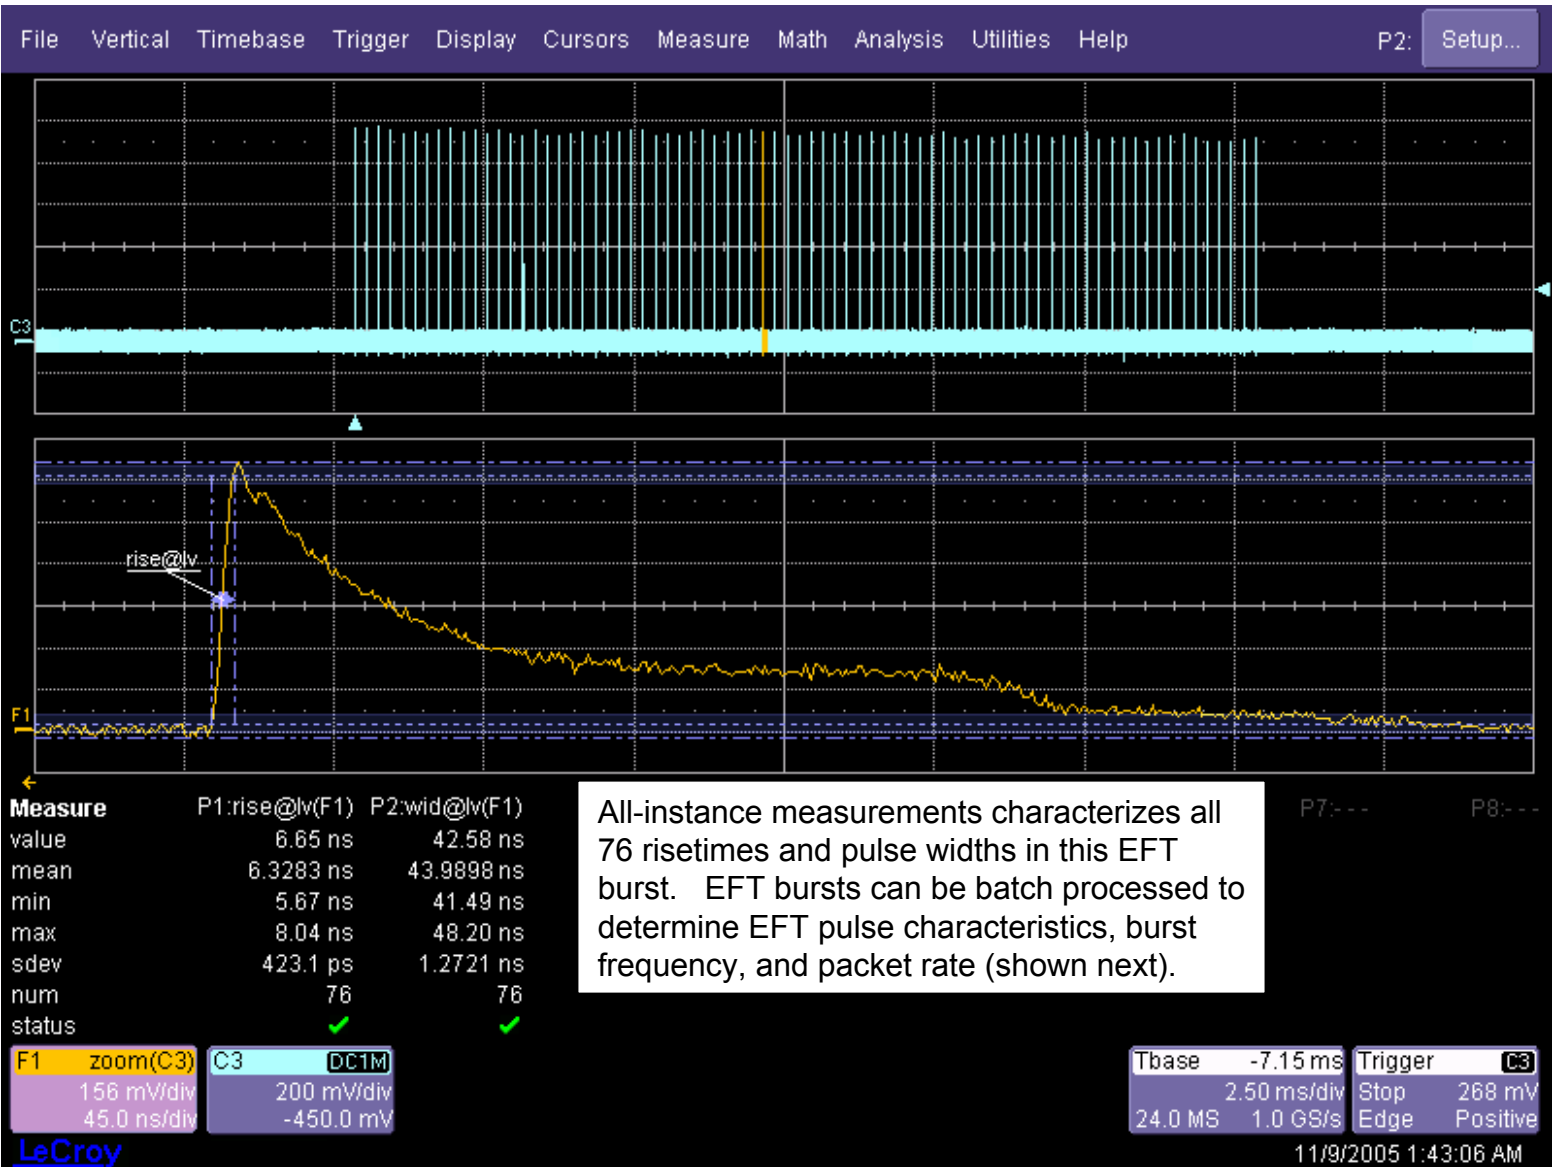 File Vertical Timebase Trigger Display Cursors Measure Math Analysis Utilities Help P2: Setup...
C3
rise@lv
F1
Measure P1:rise@lv(F1) P2:wid@lv(F1) P7:--- P8:---
value 6.65 ns 42.58 ns
mean 6.3283 ns 43.9898 ns
min 5.67 ns 41.49 ns
max 8.04 ns 48.20 ns
sdev 423.1 ps 1.2721 ns
num 76 76
status
All-instance measurements characterizes all
76 risetimes and pulse widths in this EFT
burst. EFT bursts can be batch processed to
determine EFT pulse characteristics, burst
frequency, and packet rate (shown next).
F1 zoom(C3) C3 DC1M Tbase -7.15 ms Trigger C3
156 mV/div 200 mV/div 2.50 ms/div Stop 268 mV
45.0 ns/div -450.0 mV 24.0 MS 1.0 GS/s Edge Positive
LeCroy 11/9/2005 1:43:06 AM